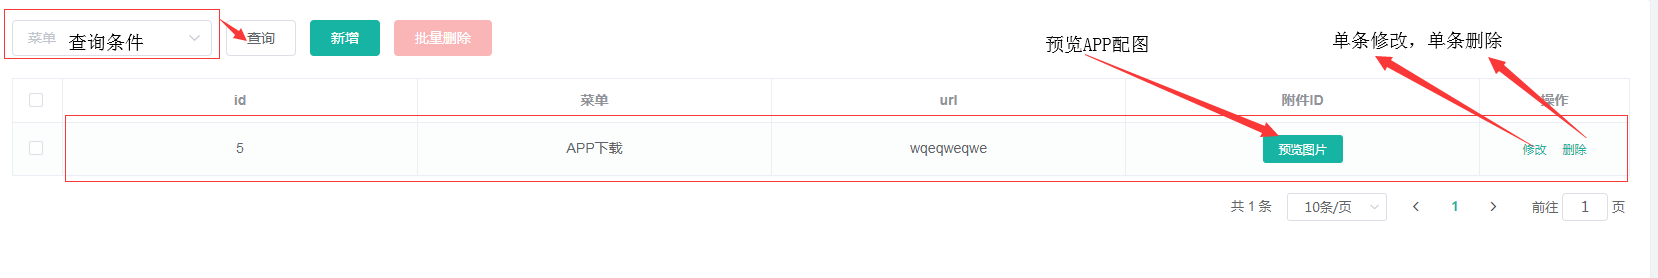 菜单 查询条件 查询 新增 批量删除
预览APP配图 单条修改，单条删除
id 菜单 url 附件ID 操作
5 APP下载 wqeqweqwe 预览图片 修改 删除
共 1 条 10条/页 1 前往 1 页